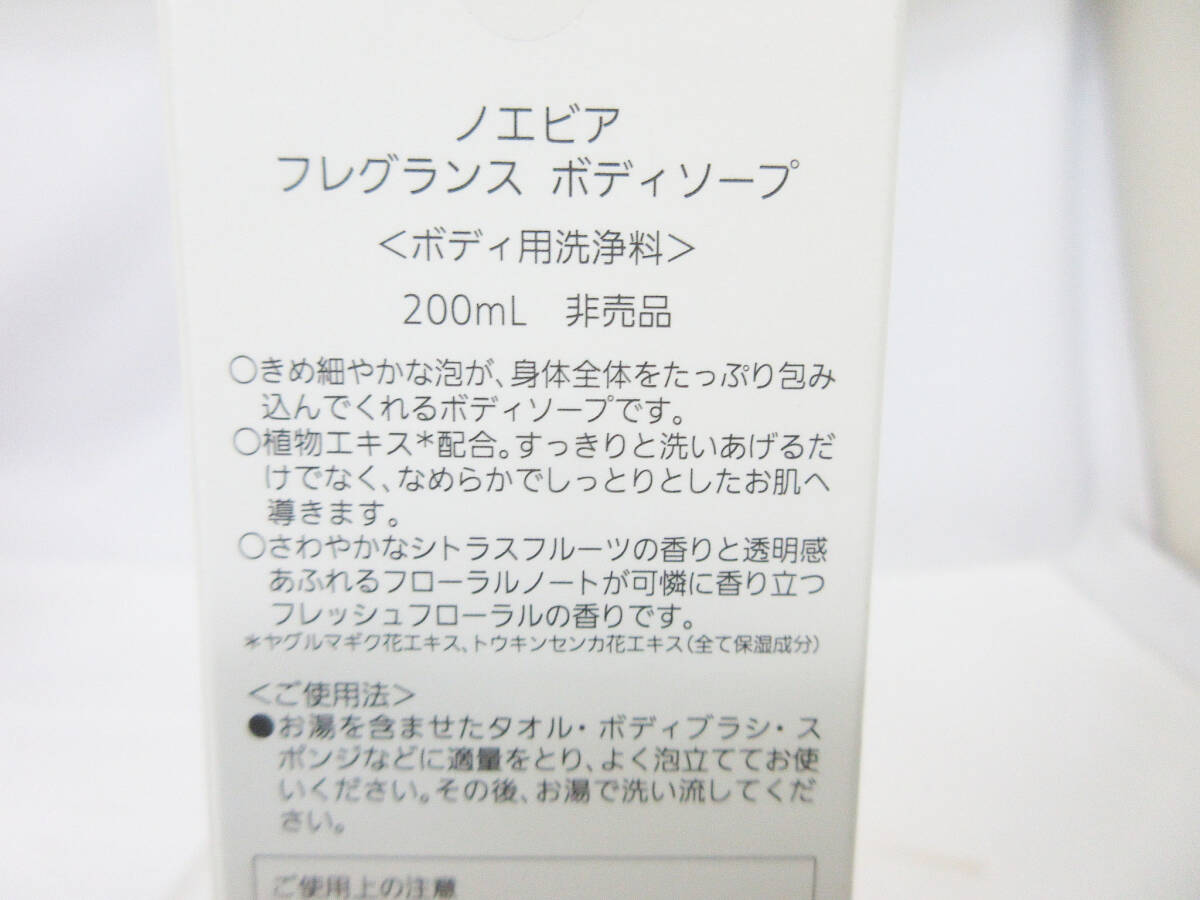 ノエビア
フレグランス ボディソープ
＜ボディ用洗浄料＞
200mL　非売品
○きめ細やかな泡が、身体全体をたっぷり包み
込んでくれるボディソープです。
○植物エキス＊配合。すっきりと洗いあげるだ
けでなく、なめらかでしっとりとしたお肌へ
導きます。
○さわやかなシトラスフルーツの香りと透明感
あふれるフローラルノートが可憐に香り立つ
フレッシュフローラルの香りです。
＊ヤグルマギク花エキス、トウキンセンカ花エキス（全て保湿成分）
＜ご使用法＞
●お湯を含ませたタオル・ボディブラシ・ス
ポンジなどに適量をとり、よく泡立ててお使
いください。その後、お湯で洗い流してくだ
さい。
ご使用上の注意